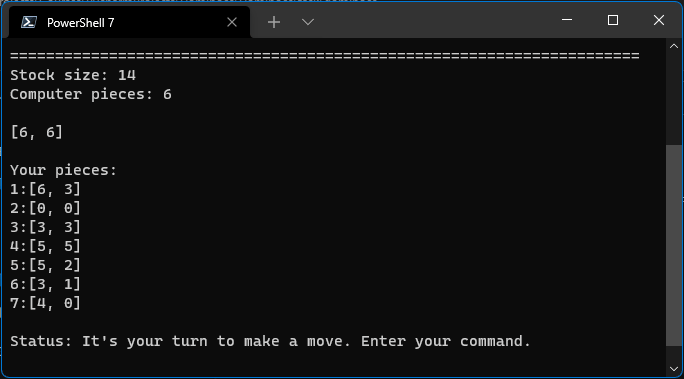 PowerShell 7
======================================================================
Stock size: 14
Computer pieces: 6
[6, 6]
Your pieces:
1:[6, 3]
2:[0, 0]
3:[3, 3]
4:[5, 5]
5:[5, 2]
6:[3, 1]
7:[4, 0]
Status: It's your turn to make a move. Enter your command.